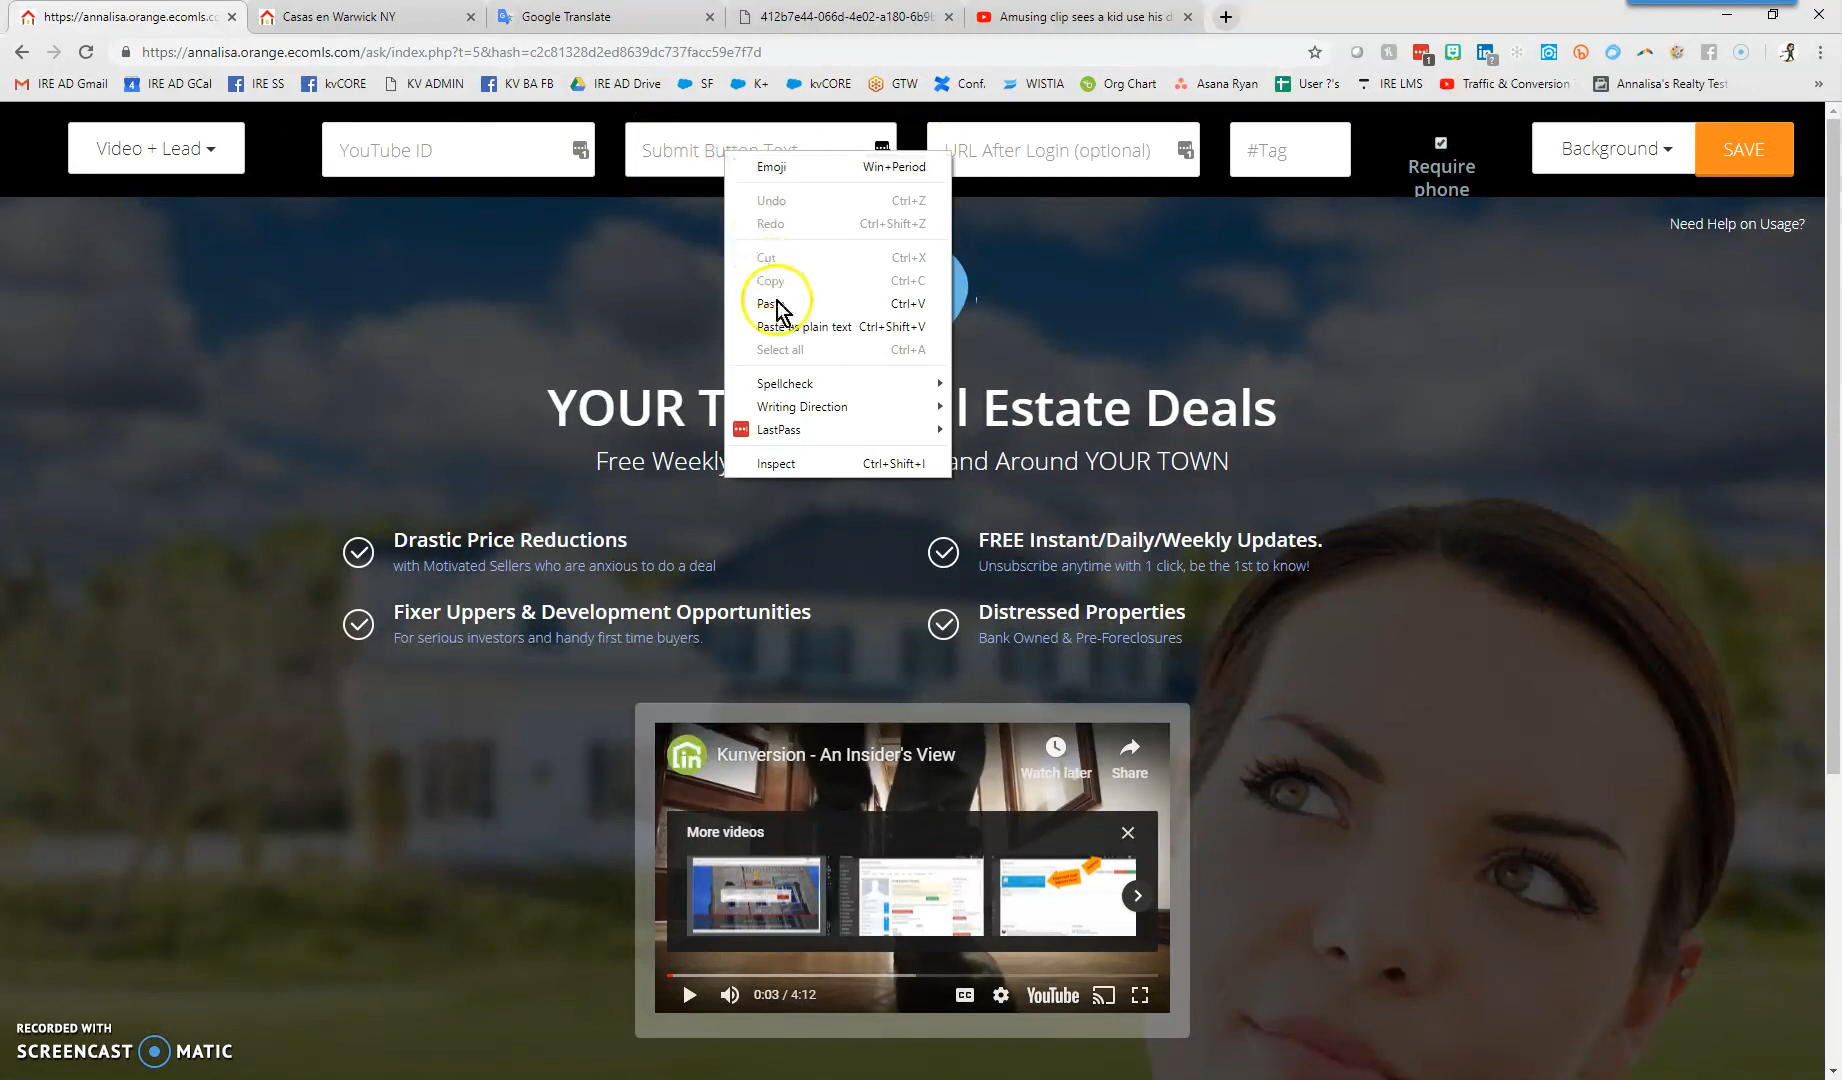 https://annalisa.orange.ecomls.cc
Casas en Warwick NY
Google Translate
412b7e44-066d-4e02-a180-6b9b
Amusing clip sees a kid use his d
https://annalisa.orange.ecomls.com/ask/index.php?t=5&hash=c2c81328d2ed8639dc737facc59e7f7d
IRE AD Gmail
IRE AD GCal
IRE SS
kvCORE
KV ADMIN
KV BA FB
IRE AD Drive
SF
K+
kvCORE
GTW
Conf.
WISTIA
Org Chart
Asana Ryan
User ?'s
IRE LMS
Traffic & Conversion
Annalisa's Realty Test
Video + Lead
YouTube ID
Submit Button Text
URL After Login (optional)
#Tag
Require phone
Background
SAVE
Need Help on Usage?
Emoji Win+Period
Undo Ctrl+Z
Redo Ctrl+Shift+Z
Cut Ctrl+X
Copy Ctrl+C
Paste Ctrl+V
Paste as plain text Ctrl+Shift+V
Select all Ctrl+A
Spellcheck
Writing Direction
LastPass
Inspect Ctrl+Shift+I
YOUR T l Estate Deals
Free Weekly and Around YOUR TOWN
Drastic Price Reductions
with Motivated Sellers who are anxious to do a deal
FREE Instant/Daily/Weekly Updates.
Unsubscribe anytime with 1 click, be the 1st to know!
Fixer Uppers & Development Opportunities
For serious investors and handy first time buyers.
Distressed Properties
Bank Owned & Pre-Foreclosures
Kunversion - An Insider's View
Watch later
Share
More videos
0:03 / 4:12
CC
YouTube
RECORDED WITH
SCREENCAST MATIC